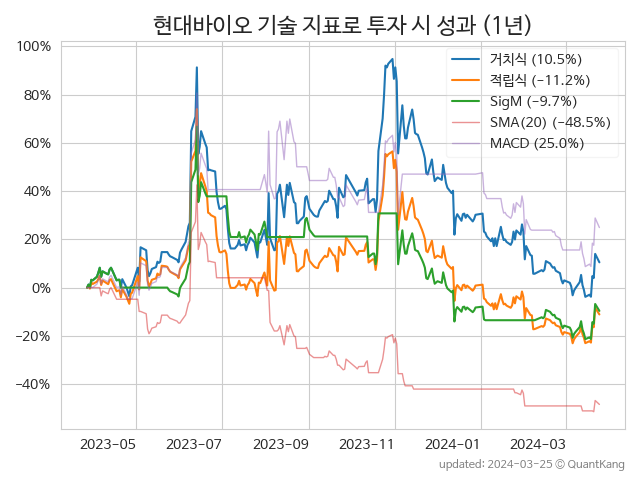 현대바이오 기술 지표로 투자 시 성과 (1년)
100%
80%
60%
40%
20%
0%
−20%
−40%
거치식 (10.5%)
적립식 (−11.2%)
SigM (−9.7%)
SMA(20) (−48.5%)
MACD (25.0%)
2023-05
2023-07
2023-09
2023-11
2024-01
2024-03
updated: 2024-03-25 © QuantKang